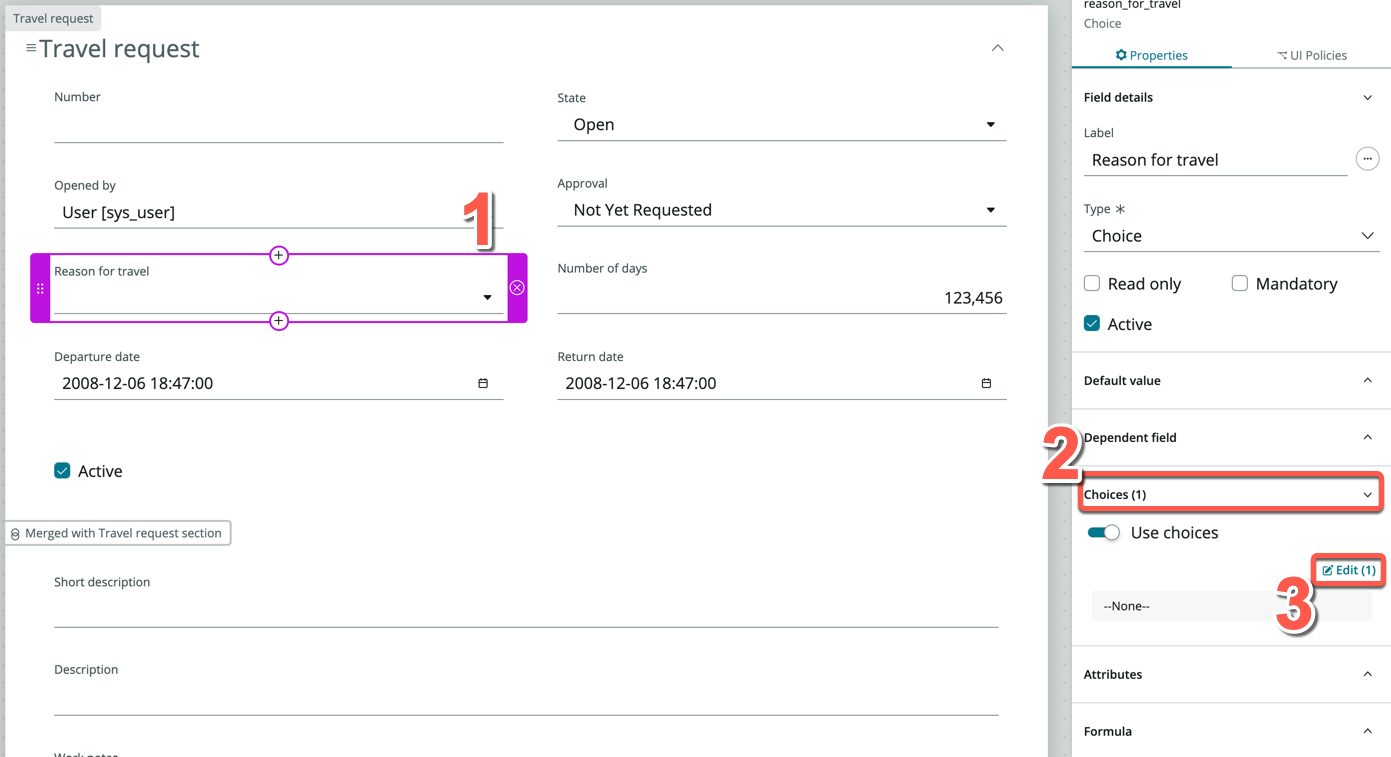 Travel request
Travel request
Number
State
Open
Opened by
User [sys_user]
Approval
Not Yet Requested
1
Reason for travel
Number of days
123,456
Departure date
2008-12-06 18:47:00
Return date
2008-12-06 18:47:00
Active
Merged with Travel request section
Short description
Description
Work notes
reason_for_travel
Choice
Properties
UI Policies
Field details
Label
Reason for travel
Type
Choice
Read only
Mandatory
Active
Default value
2
Dependent field
Choices (1)
Use choices
Edit (1)
3
--None--
Attributes
Formula